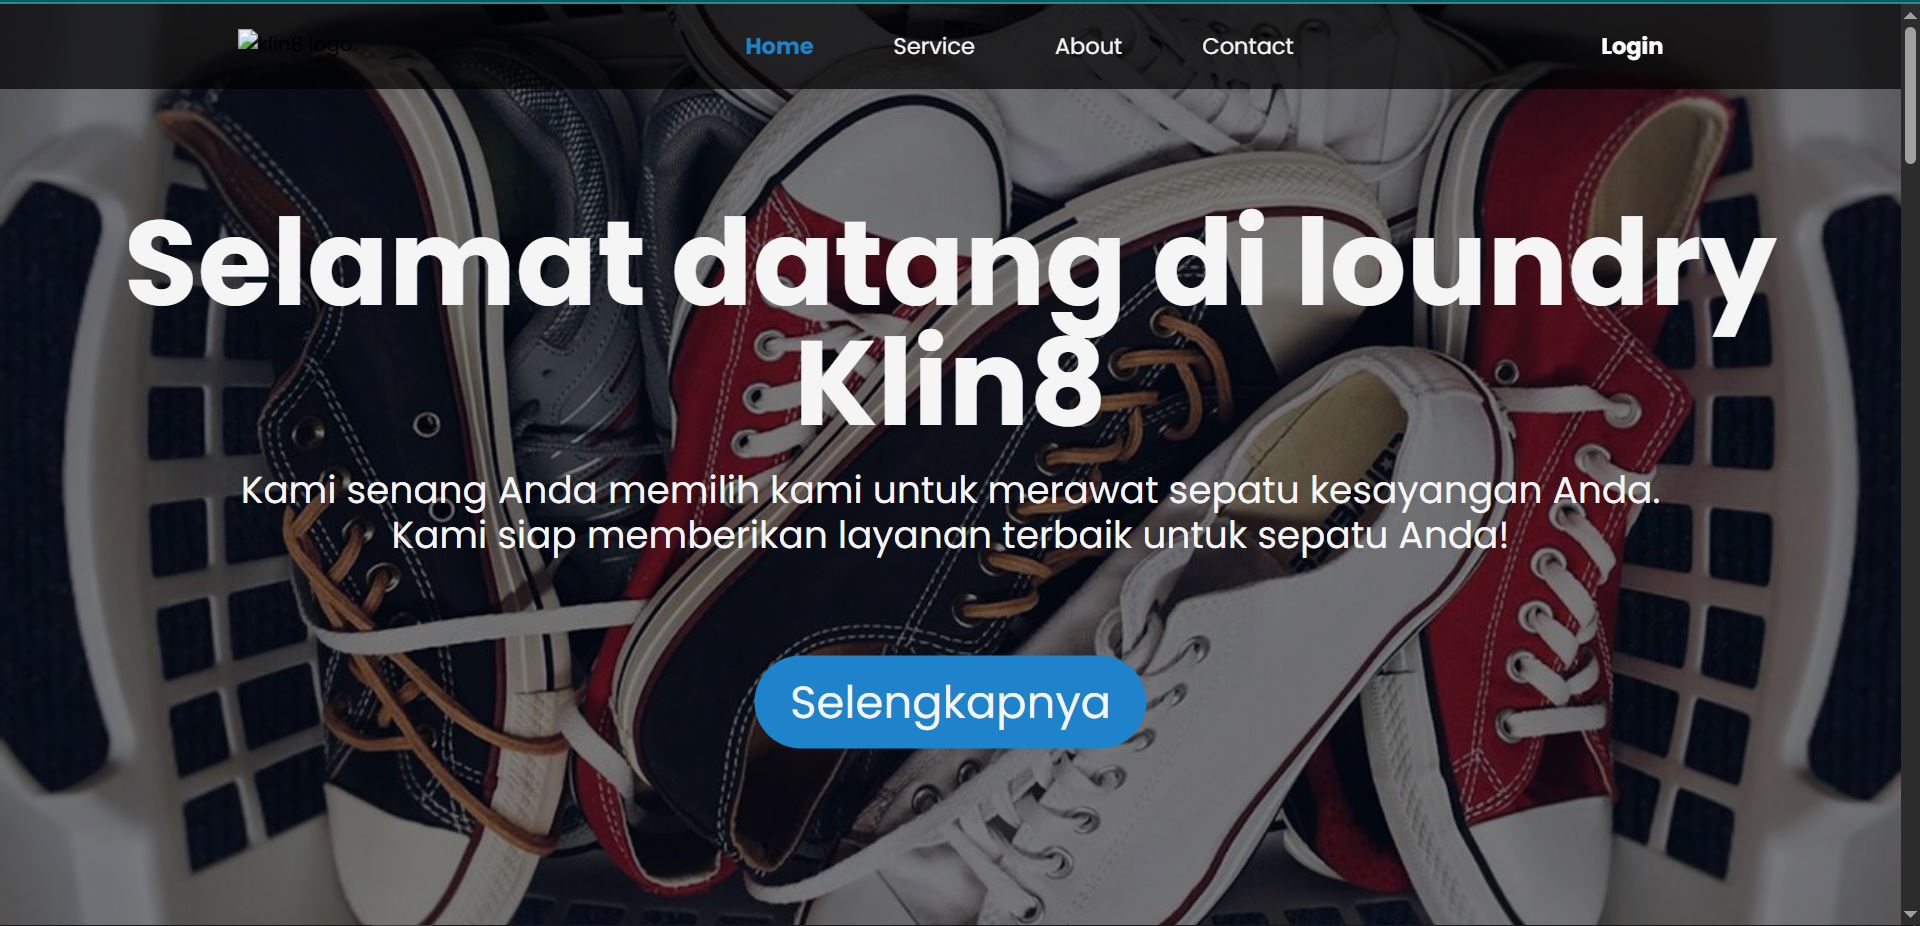 klin8 logo
Home Service About Contact Login
Selamat datang di loundry
Klin8
Kami senang Anda memilih kami untuk merawat sepatu kesayangan Anda.
Kami siap memberikan layanan terbaik untuk sepatu Anda!
Selengkapnya